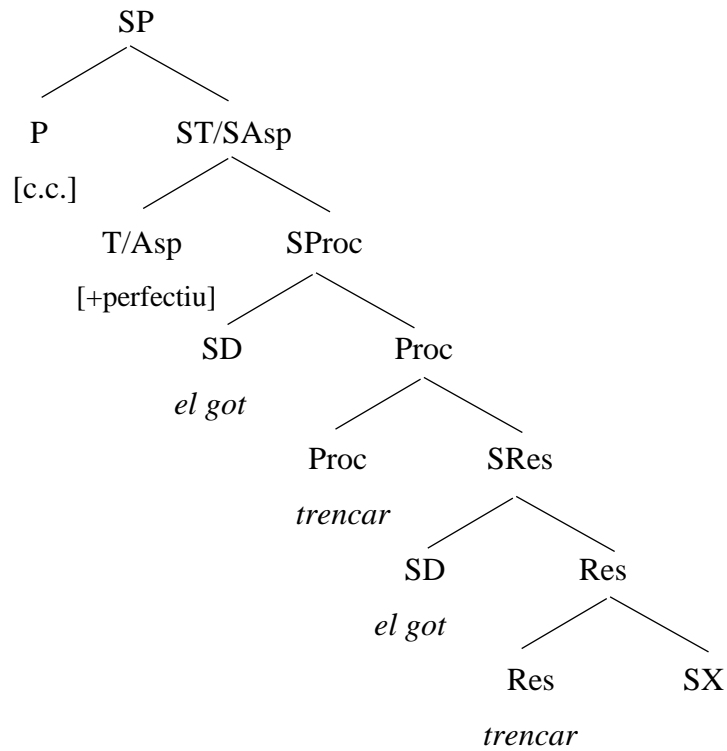 SP
P ST/SAsp
[c.c.]
T/Asp SProc
[+perfectiu]
SD Proc
el got
Proc SRes
trencar
SD Res
el got
Res SX
trencar